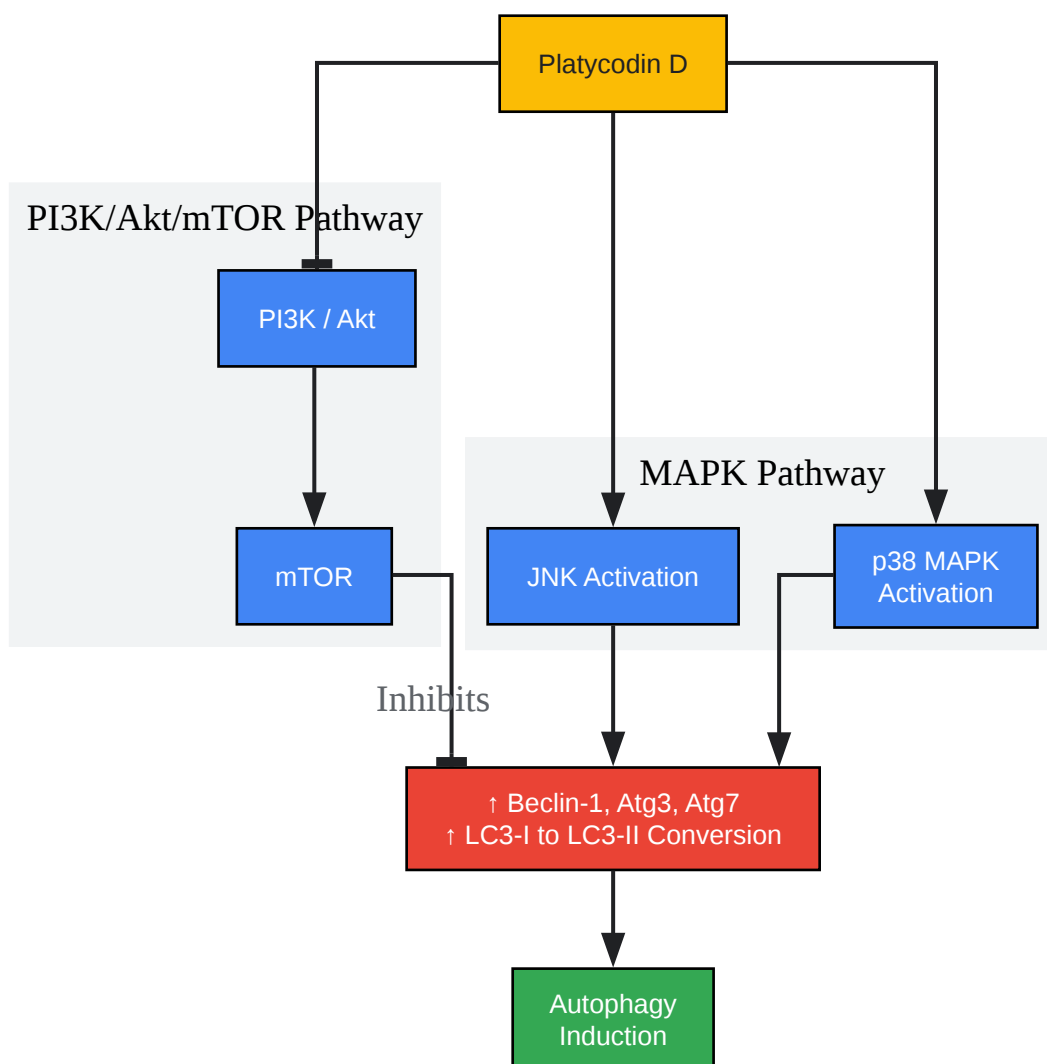 Platycodin D
PI3K/Akt/mTOR Pathway
PI3K / Akt
MAPK Pathway
mTOR
JNK Activation
p38 MAPK
Activation
Inhibits
↑ Beclin-1, Atg3, Atg7
↑ LC3-I to LC3-II Conversion
Autophagy
Induction